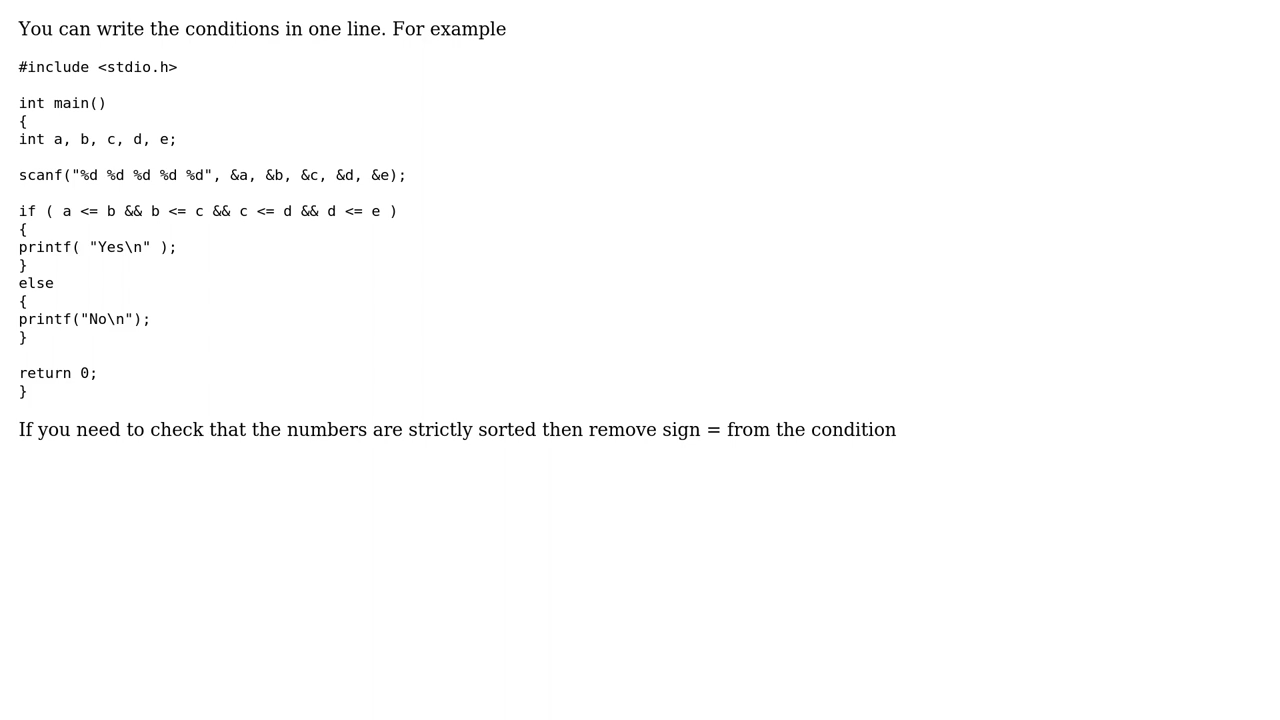 You can write the conditions in one line. For example
#include <stdio.h>
int main()
{
int a, b, c, d, e;
scanf("%d %d %d %d %d", &a, &b, &c, &d, &e);
if ( a <= b && b <= c && c <= d && d <= e )
{
printf( "Yes\n" );
}
else
{
printf("No\n");
}
return 0;
}
If you need to check that the numbers are strictly sorted then remove sign = from the condition